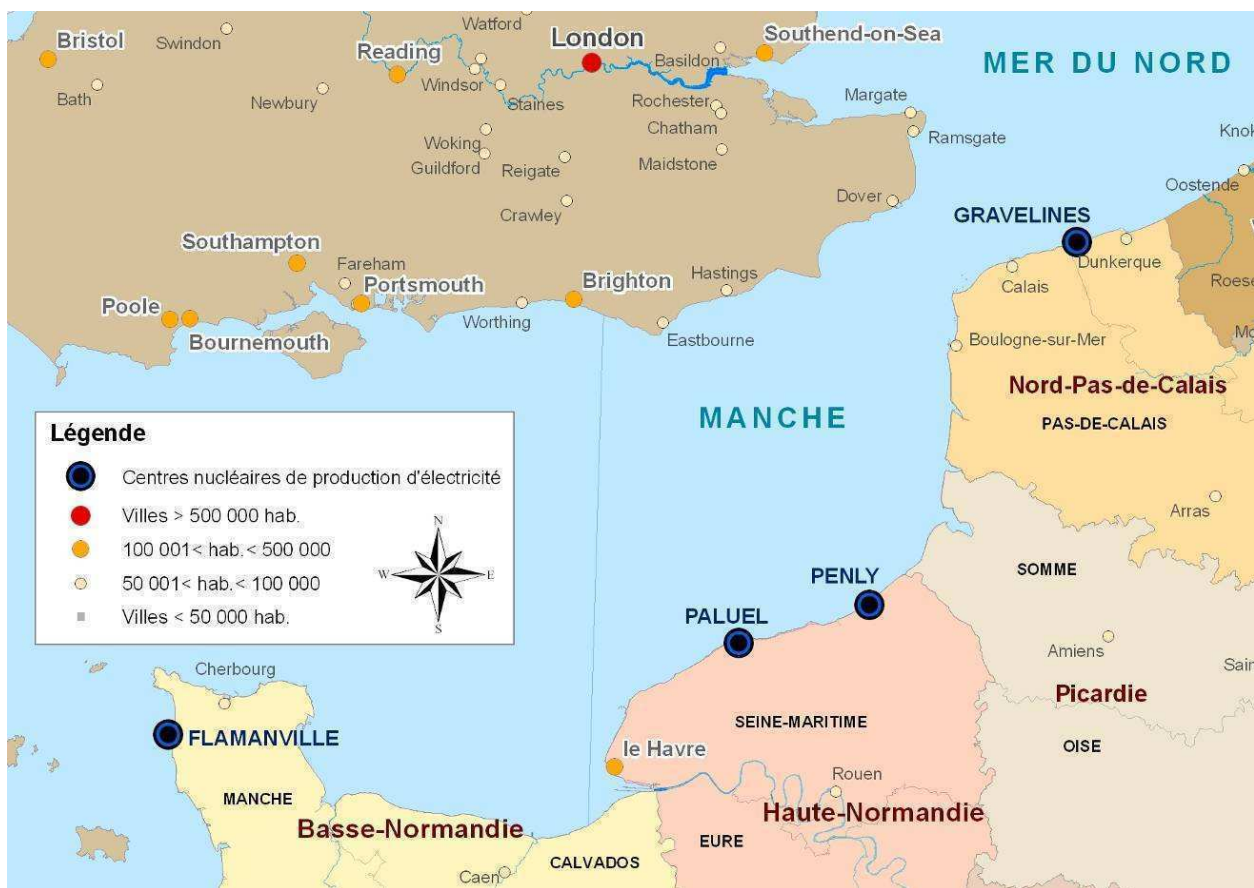 Watford
Bristol
Swindon
Reading
London
Southend-on-Sea
Basildon
MER DU NORD
Bath
Newbury
Windsor
Staines
Rochester
Margate
Chatham
Ramsgate
Knok
Woking
Guildford
Reigate
Maidstone
Crawley
Dover
Oostende
GRAVELINES
Southampton
Fareham
Portsmouth
Brighton
Hastings
Dunkerque
Calais
Roese
Poole
Bournemouth
Worthing
Eastbourne
Boulogne-sur-Mer
Mo
Nord-Pas-de-Calais
MANCHE
PAS-DE-CALAIS
Légende
Centres nucléaires de production d'électricité
Villes > 500 000 hab.
100 001< hab.< 500 000
50 001< hab.< 100 000
Villes < 50 000 hab.
N
W
E
S
Arras
SOMME
PENLY
PALUEL
Amiens
Sain
Cherbourg
Picardie
FLAMANVILLE
SEINE-MARITIME
OISE
le Havre
Rouen
MANCHE
Haute-Normandie
Basse-Normandie
EURE
CALVADOS
Caen